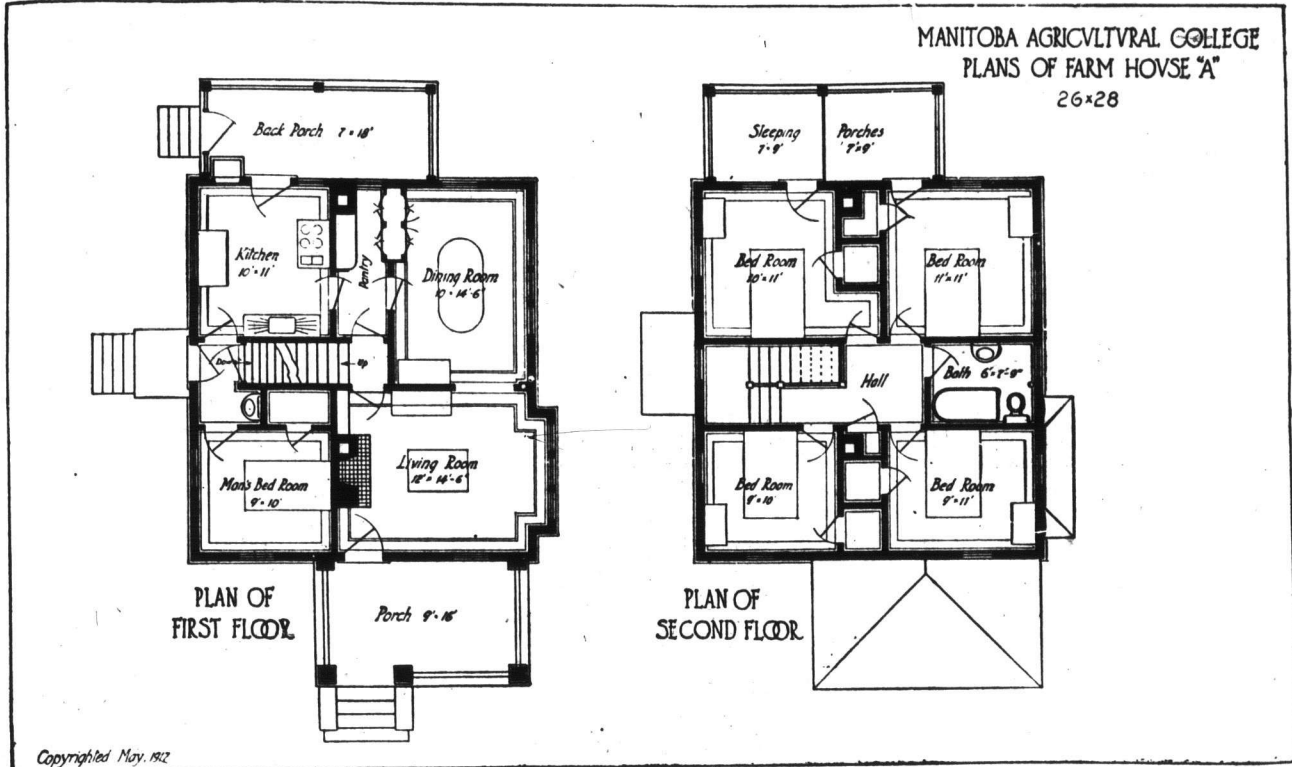 MANITOBA AGRICVLTVRAL COLLEGE
PLANS OF FARM HOVSE "A"
26×28
Back Porch 7'×18'
Kitchen
10'×11'
Pantry
Dining Room
10'×14'-6"
Down
Up
Man's Bed Room
9'×10'
Living Room
12'×14'-6"
Porch 9'×16'
PLAN OF
FIRST FLOOR
Sleeping
7'×9'
Porches
7'×9'
Bed Room
10'×11'
Bed Room
11'×11'
Hall
Bath 6'×7'-9"
Bed Room
9'×10'
Bed Room
9'×11'
PLAN OF
SECOND FLOOR
Copyrighted May, 1912